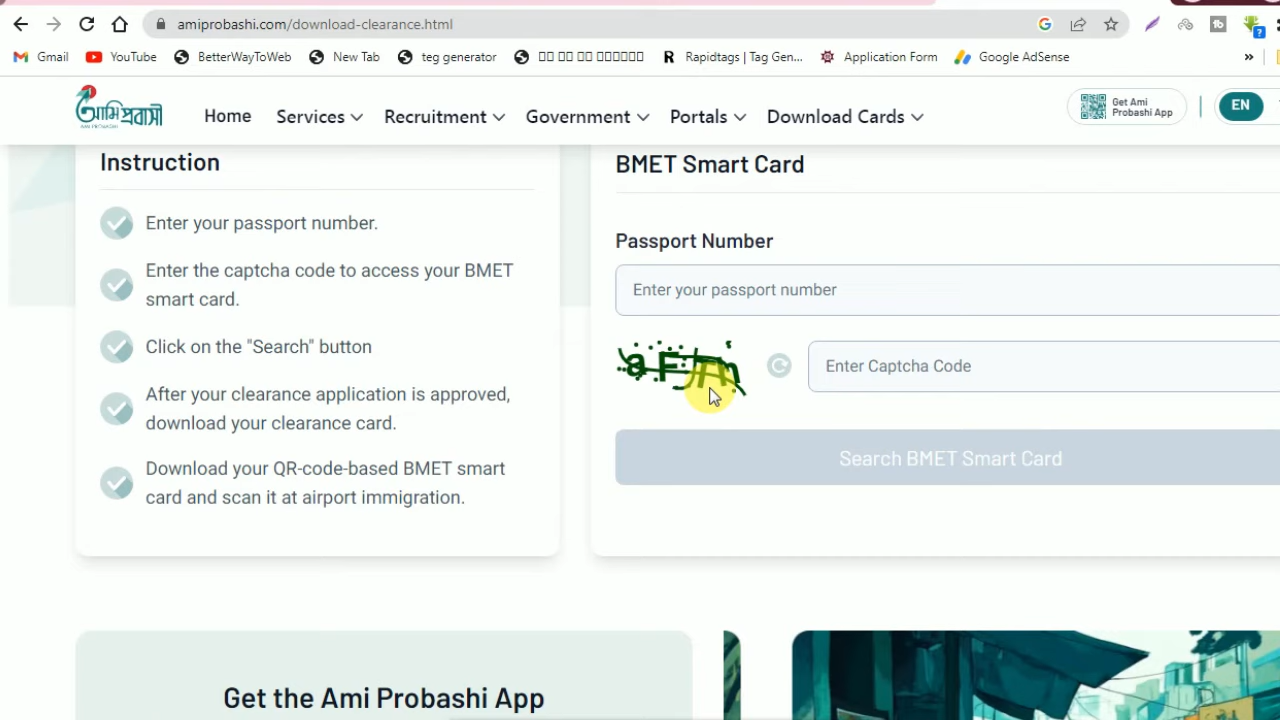 amiprobashi.com/download-clearance.html
Gmail YouTube BetterWayToWeb New Tab teg generator Rapidtags | Tag Gen... Application Form Google AdSense »
আমি প্রবাসী
Home Services Recruitment Government Portals Download Cards Get Ami Probashi App EN
Instruction
Enter your passport number.
Enter the captcha code to access your BMET
smart card.
Click on the "Search" button
After your clearance application is approved,
download your clearance card.
Download your QR-code-based BMET smart
card and scan it at airport immigration.
BMET Smart Card
Passport Number
Enter your passport number
Enter Captcha Code
Search BMET Smart Card
Get the Ami Probashi App